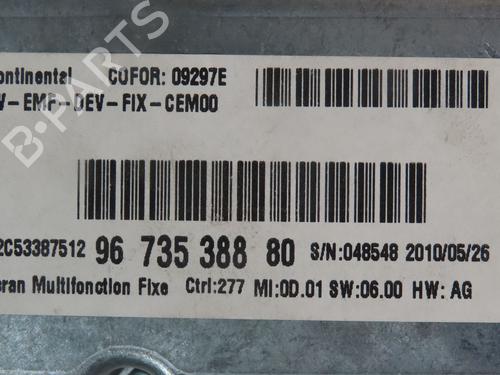 ontinental COFOR: 09297E
V-EMF-DEV-FIX-CEM00
2C53387512 96 735 388 80 S/N:048548 2010/05/26
cran Multifonction Fixe Ctrl:277 MI:0D.01 SW:06.00 HW: AG
B-PARTS